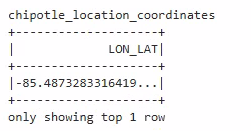 chipotle_location_coordinates
+--------------------+
|             LON_LAT|
+--------------------+
|-85.4873283316419...|
+--------------------+
only showing top 1 row